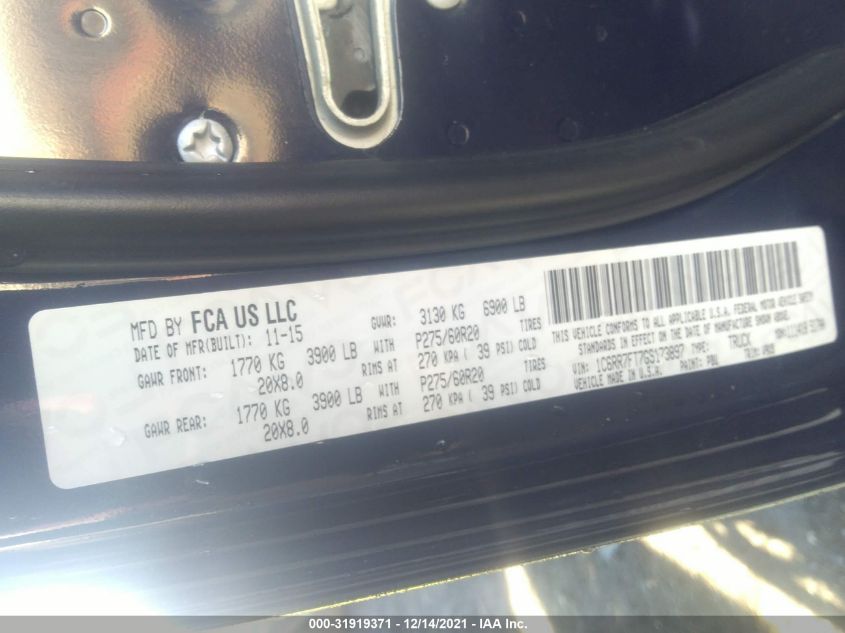 MFD BY FCA US LLC
DATE OF MFR(BUILT): 11-15 GVWR: 3130 KG 6900 LB
GAWR FRONT: 1770 KG 3900 LB WITH P275/60R20 TIRES
20X8.0 RIMS AT 270 KPA ( 39 PSI) COLD
GAWR REAR: 1770 KG 3900 LB WITH P275/60R20 TIRES
20X8.0 RIMS AT 270 KPA ( 39 PSI) COLD
THIS VEHICLE CONFORMS TO ALL U.S.A. FEDERAL MOTOR VEHICLE SAFETY
STANDARDS IN EFFECT ON THE DATE OF MANUFACTURE SHOWN ABOVE.
VIN: 1C6RR7FT7GS173897 TYPE: TRUCK
VEHICLE MADE IN U.S.A. PAINT: TRIM:
000-31919371 - 12/14/2021 - IAA Inc.